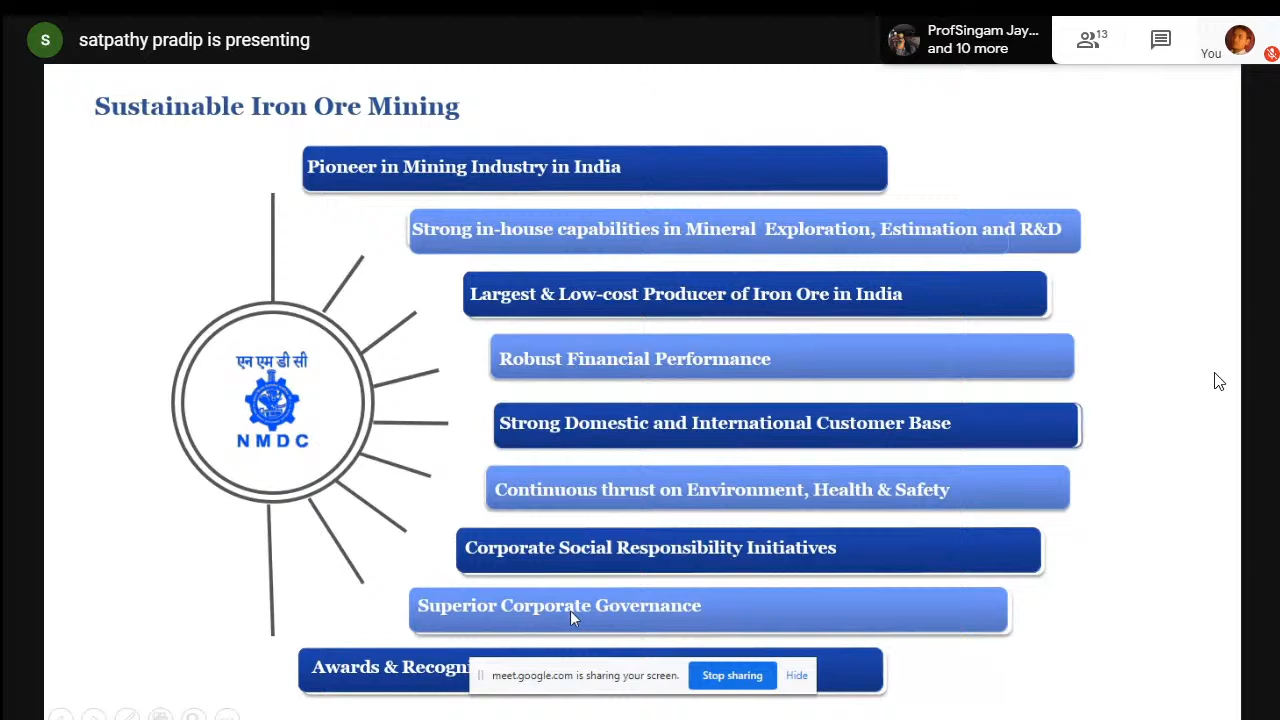 S
satpathy pradip is presenting
ProfSingam Jay...
and 10 more
13
You
Sustainable Iron Ore Mining
Pioneer in Mining Industry in India
Strong in-house capabilities in Mineral Exploration, Estimation and R&D
Largest & Low-cost Producer of Iron Ore in India
Robust Financial Performance
एन एम डी सी
NMDC
Strong Domestic and International Customer Base
Continuous thrust on Environment, Health & Safety
Corporate Social Responsibility Initiatives
Superior Corporate Governance
Awards &
meet.google.com is sharing your screen.
Stop sharing
Hide